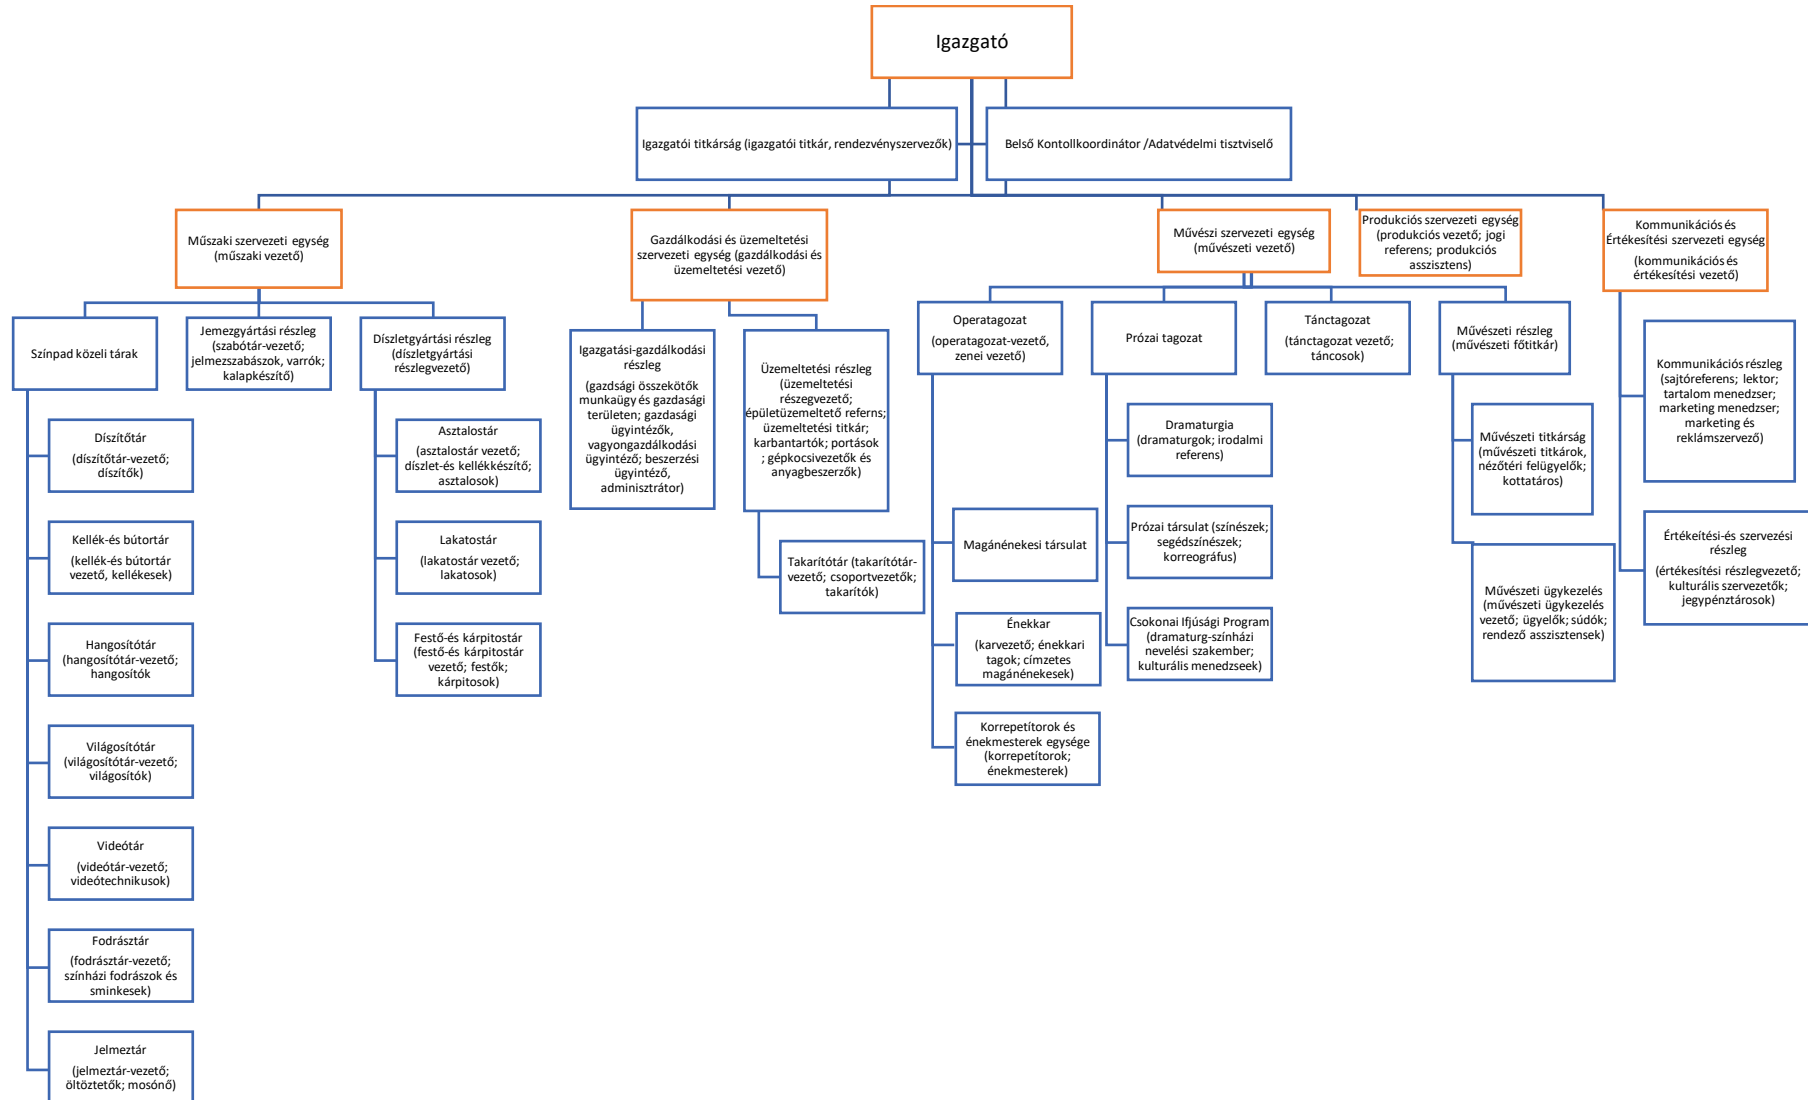 Igazgató
Igazgatói titkárság (igazgatói titkár, rendezvényszervezők)
Belső Kontollkoordinátor /Adatvédelmi tisztviselő
Műszaki szervezeti egység
(műszaki vezető)
Gazdálkodási és üzemeltetési
szervezeti egység (gazdálkodási és
üzemeltetési vezető)
Művészi szervezeti egység
(művészeti vezető)
Produkciós szervezeti egység
(produkciós vezető; jogi
referens; produkciós
asszisztens)
Kommunikációs és
Értékesítési szervezeti egység
(kommunikációs és
értékesítési vezető)
Színpad közeli tárak
Jemezgyártási részleg
(szabótár-vezető;
jelmezszabászok, varrók;
kalapkészítő)
Díszletgyártási részleg
(díszletgyártási
részlegvezető)
Igazgatási-gazdálkodási
részleg
(gazdsági összekötők
munkaügy és gazdasági
területen; gazdasági
ügyintézők,
vagyongazdálkodási
ügyintéző; beszerzési
ügyintéző,
adminisztrátor)
Üzemeltetési részleg
(üzemeltetési
részegvezető;
épületüzemeltető referns;
üzemeltetési titkár;
karbantartók; portások
; gépkocsivezetők és
anyagbeszerzők)
Operatagozat
(operatagozat-vezető,
zenei vezető)
Prózai tagozat
Tánctagozat
(tánctagozat vezető;
táncosok)
Művészeti részleg
(művészeti főtitkár)
Kommunikációs részleg
(sajtóreferens; lektor;
tartalom menedzser;
marketing menedzser;
marketing és
reklámszervező)
Díszítőtár
(díszítőtár-vezető;
díszítők)
Asztalostár
(asztalostár vezető;
díszlet-és kellékkészítő;
asztalosok)
Dramaturgia
(dramaturgok; irodalmi
referens)
Művészeti titkárság
(művészeti titkárok,
nézőtéri felügyelők;
kottatáros)
Kellék-és bútortár
(kellék-és bútortár
vezető, kellékesek)
Lakatostár
(lakatostár vezető;
lakatosok)
Takarítótár (takarítótár-
vezető; csoportvezetők;
takarítók)
Magánénekesi társulat
Prózai társulat (színészek;
segédszínészek;
korreográfus)
Művészeti ügykezelés
(művészeti ügykezelés
vezető; ügyelők; súdók;
rendező asszisztensek)
Értékeítési-és szervezési
részleg
(értékesítési részlegvezető;
kulturális szervezetők;
jegypénztárosok)
Hangosítótár
(hangosítótár-vezető;
hangosítók
Festő-és kárpitostár
(festő-és kárpitostár
vezető; festők;
kárpitosok)
Énekkar
(karvezető; énekkari
tagok; címzetes
magánénekesek)
Csokonai Ifjúsági Program
(dramaturg-színházi
nevelési szakember;
kulturális menedzseek)
Világosítótár
(világosítótár-vezető;
világosítók)
Korrepetítorok és
énekmesterek egysége
(korrepetítorok;
énekmesterek)
Videótár
(videótár-vezető;
videótechnikusok)
Fodrásztár
(fodrásztár-vezető;
színházi fodrászok és
sminkesek)
Jelmeztár
(jelmeztár-vezető;
öltöztetők; mosónő)